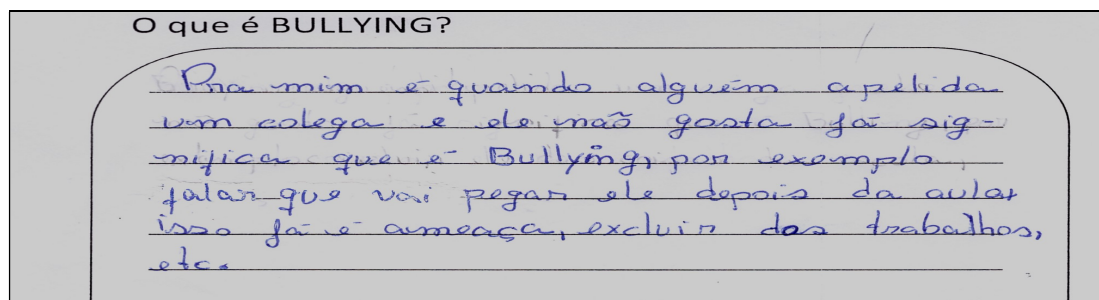 O que é BULLYING?
Pra mim é quando alguém apelida
um colega e ele não gosta já sig-
nifica que é Bullying, por exemplo
falar que vai pegar ele depois da aula,
isso já é ameaça, excluir dos trabalhos,
etc.